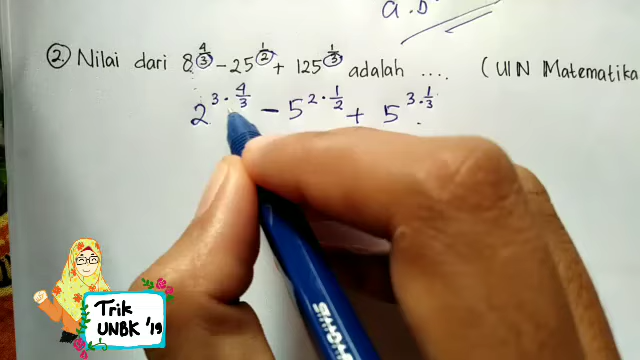 a.b
② Nilai dari 8^(4/3) - 25^(1/2) + 125^(1/3) adalah .... (UIN Matematika
2^(3·4/3) - 5^(2·1/2) + 5^(3·1/3)
Trik
UNBK '19